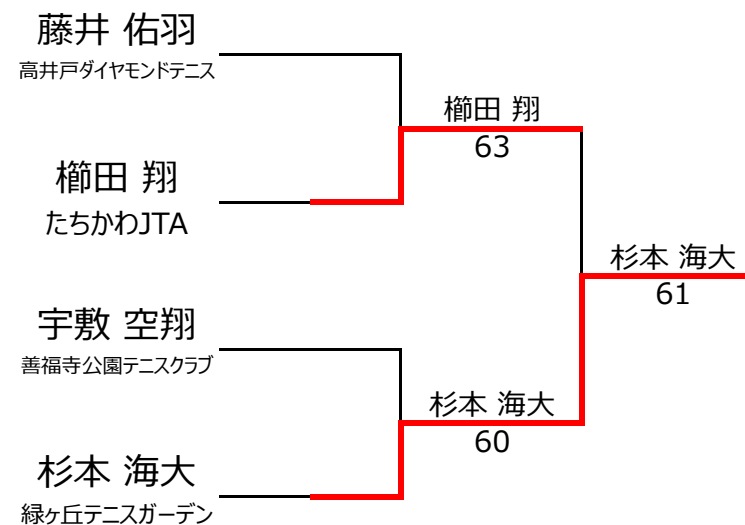 藤井 佑羽
高井戸ダイヤモンドテニス
櫛田 翔
たちかわJTA
宇敷 空翔
善福寺公園テニスクラブ
杉本 海大
緑ヶ丘テニスガーデン
櫛田 翔
63
杉本 海大
60
杉本 海大
61